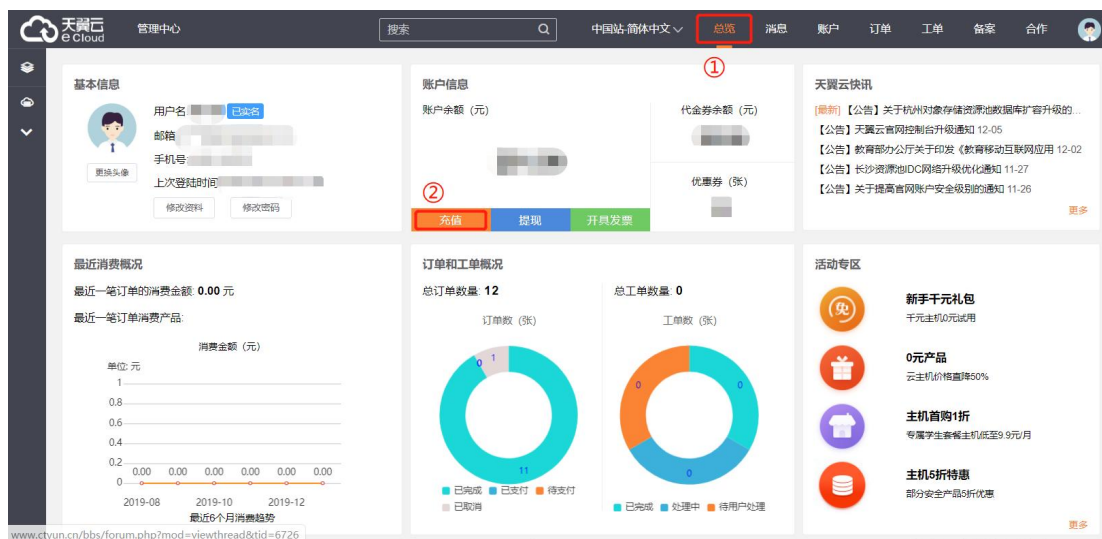 天翼云
e Cloud
管理中心
搜索
中国站-简体中文
总览
消息
账户
订单
工单
备案
合作
①
基本信息
用户名
已实名
邮箱
手机号
上次登陆时间
更换头像
修改资料
修改密码
账户信息
账户余额（元）
②
充值
提现
开具发票
代金券余额（元）
优惠券（张）
天翼云快讯
[最新]【公告】关于杭州对象存储资源池数据库扩容升级的...
【公告】天翼云官网控制台升级通知 12-05
【公告】教育部办公厅关于印发《教育移动互联网应用 12-02
【公告】长沙资源池IDC网络升级优化通知 11-27
【公告】关于提高官网账户安全级别的通知 11-26
更多
最近消费概况
最近一笔订单的消费金额: 0.00 元
最近一笔订单消费产品:
消费金额（元）
单位: 元
1
0.8
0.6
0.4
0.2
0
0.00 0.00 0.00 0.00 0.00 0.00
2019-08 2019-10 2019-12
最近6个月消费趋势
订单和工单概况
总订单数量: 12
订单数（张）
0
1
11
已完成 已支付 待支付
已取消
总工单数量: 0
工单数（张）
0
0
0
已完成 处理中 待用户处理
活动专区
免
新手千元礼包
千元主机0元试用
0元产品
云主机价格直降50%
主机首购1折
专属学生套餐主机低至9.9元/月
主机5折特惠
部分安全产品5折优惠
更多
www.ctyun.cn/bbs/forum.php?mod=viewthread&tid=6726